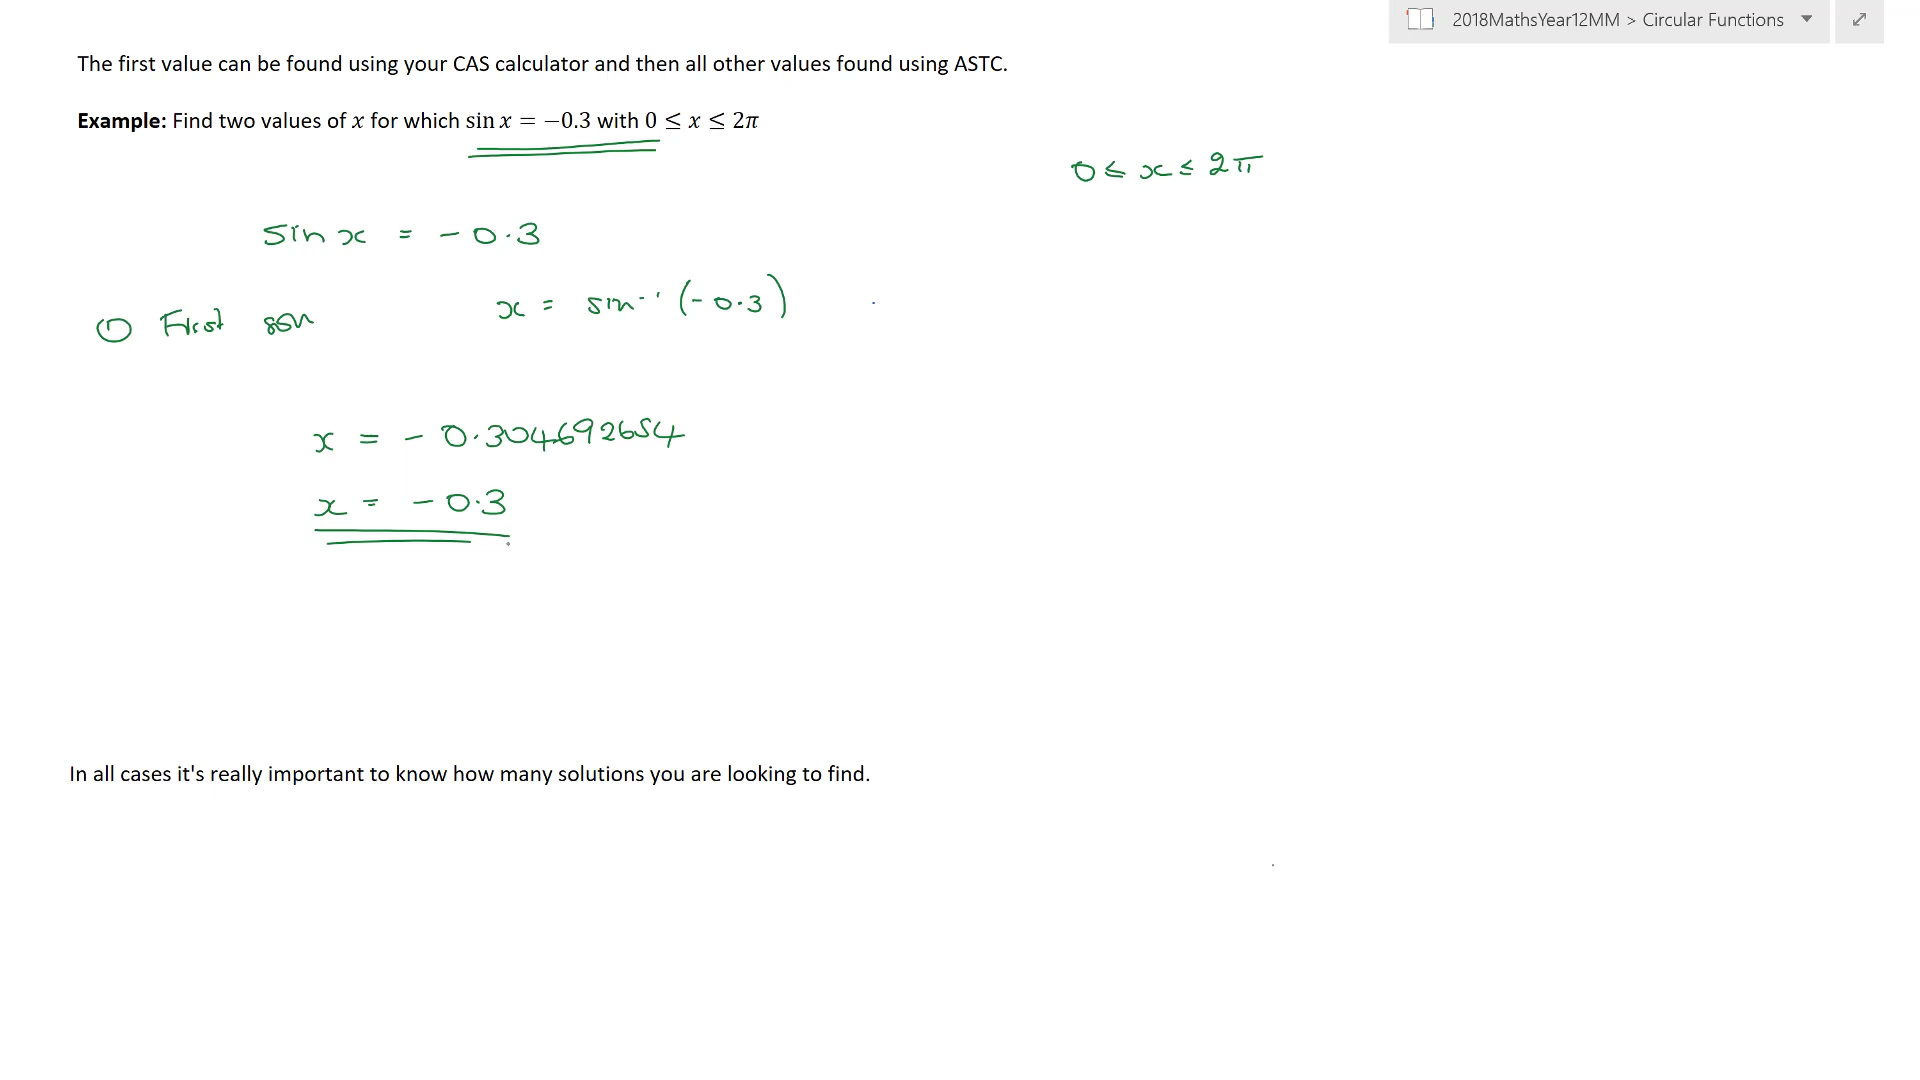 2018MathsYear12MM > Circular Functions
The first value can be found using your CAS calculator and then all other values found using ASTC.
Example: Find two values of x for which sin x = −0.3 with 0 ≤ x ≤ 2π
0 ≤ x ≤ 2π
sin x = - 0.3
① First soln x = sin⁻¹ (- 0.3)
x = - 0.304692654
x = - 0.3
In all cases it's really important to know how many solutions you are looking to find.